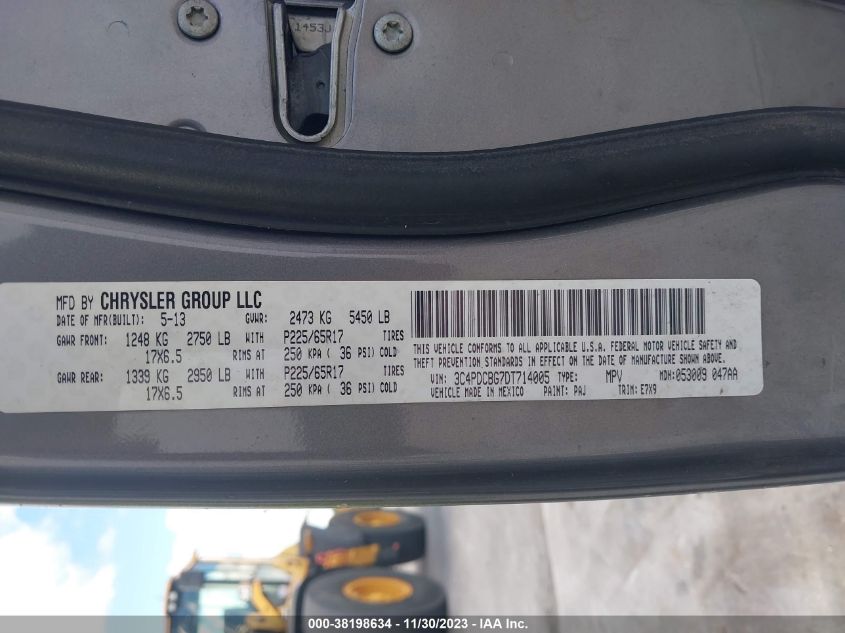 1453J
MFD BY CHRYSLER GROUP LLC
DATE OF MFR(BUILT): 5-13 GVWR: 2473 KG 5450 LB
GAWR FRONT: 1248 KG 2750 LB WITH P225/65R17 TIRES
17X6.5 RIMS AT 250 KPA ( 36 PSI) COLD
GAWR REAR: 1339 KG 2950 LB WITH P225/65R17 TIRES
17X6.5 RIMS AT 250 KPA ( 36 PSI) COLD
THIS VEHICLE CONFORMS TO ALL APPLICABLE U.S.A. FEDERAL MOTOR VEHICLE SAFETY AND
THEFT PREVENTION STANDARDS IN EFFECT ON THE DATE OF MANUFACTURE SHOWN ABOVE.
VIN: 3C4PDCBG7DT714005 TYPE: MPV MDH: 053009 047AA
VEHICLE MADE IN MEXICO PAINT: PAJ TRIM: E7X9
000-38198634 - 11/30/2023 - IAA Inc.